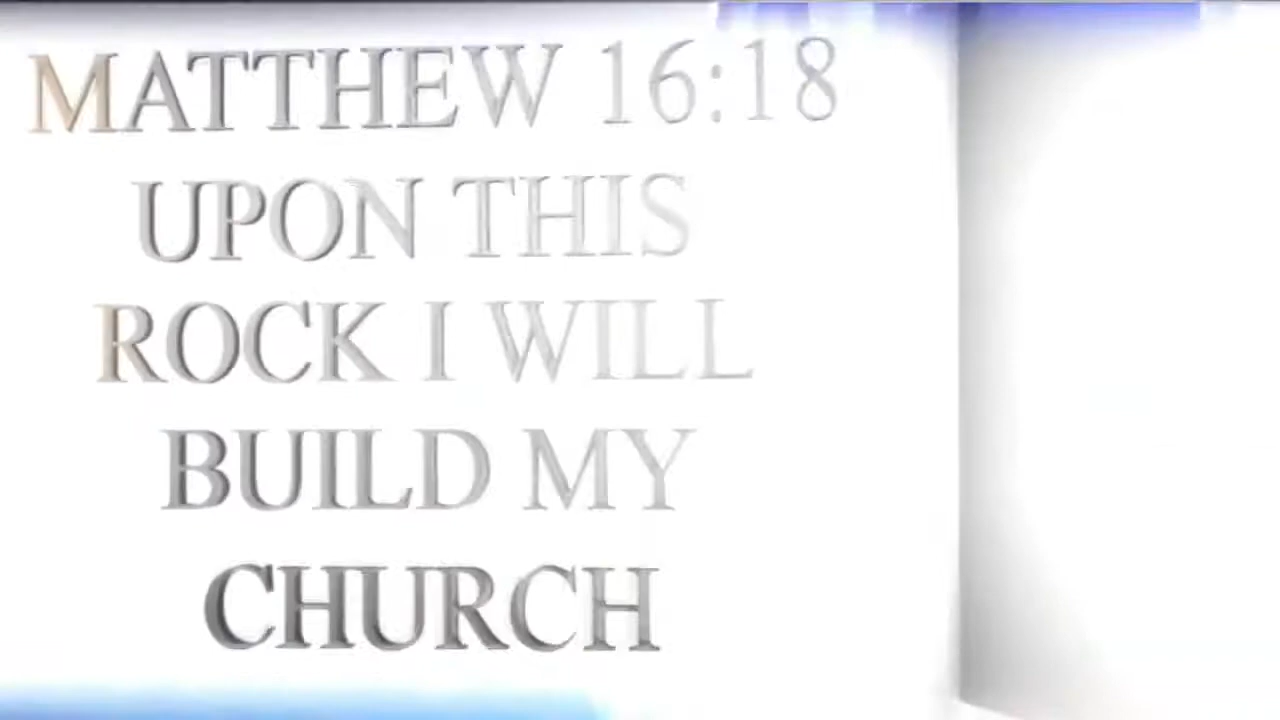 MATTHEW 16:18
UPON THIS
ROCK I WILL
BUILD MY
CHURCH